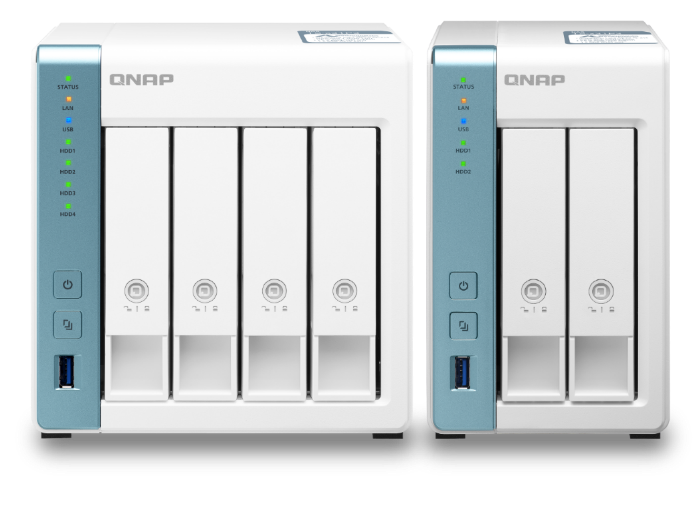 QNAP
STATUS
LAN
USB
HDD1
HDD2
HDD3
HDD4
QNAP
STATUS
LAN
USB
HDD1
HDD2